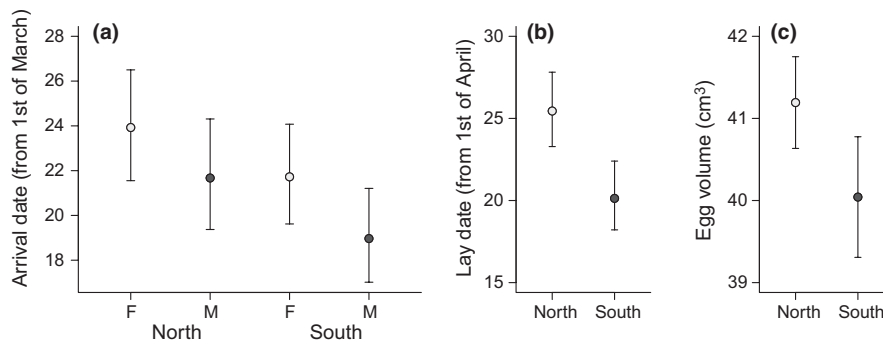 (a)
Arrival date (from 1st of March)
28
26
24
22
20
18
F M F M
North South
(b)
Lay date (from 1st of April)
30
25
20
15
North South
(c)
Egg volume (cm³)
42
41
40
39
North South